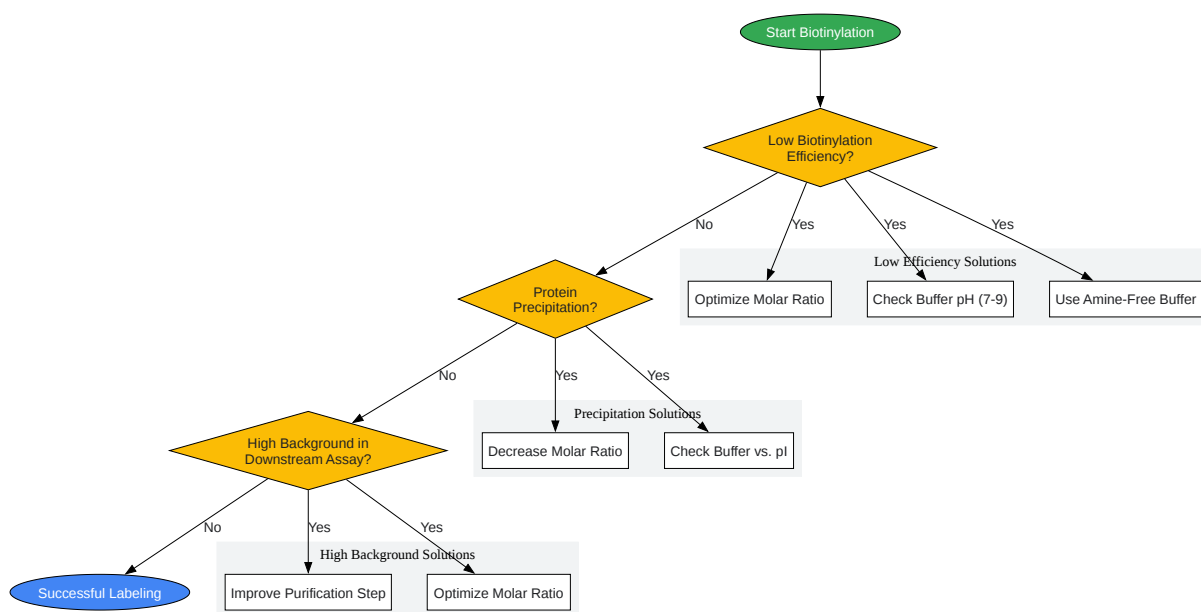 Start Biotinylation
Low Biotinylation
Efficiency?
No
Yes
Yes
Yes
Low Efficiency Solutions
Optimize Molar Ratio
Check Buffer pH (7-9)
Use Amine-Free Buffer
Protein
Precipitation?
No
Yes
Yes
Precipitation Solutions
Decrease Molar Ratio
Check Buffer vs. pI
High Background in
Downstream Assay?
No
Yes
Yes
High Background Solutions
Successful Labeling
Improve Purification Step
Optimize Molar Ratio